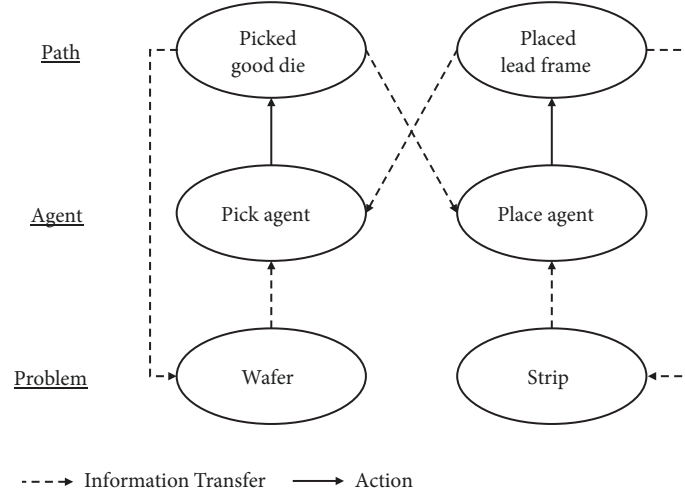 Path
Picked
good die
Placed
lead frame
Agent
Pick agent
Place agent
Problem
Wafer
Strip
Information Transfer
Action